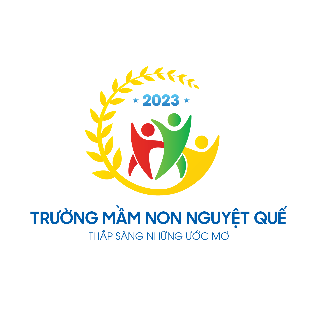 2023
TRƯỜNG MẦM NON NGUYỆT QUẾ
THẮP SÁNG NHỮNG ƯỚC MƠ